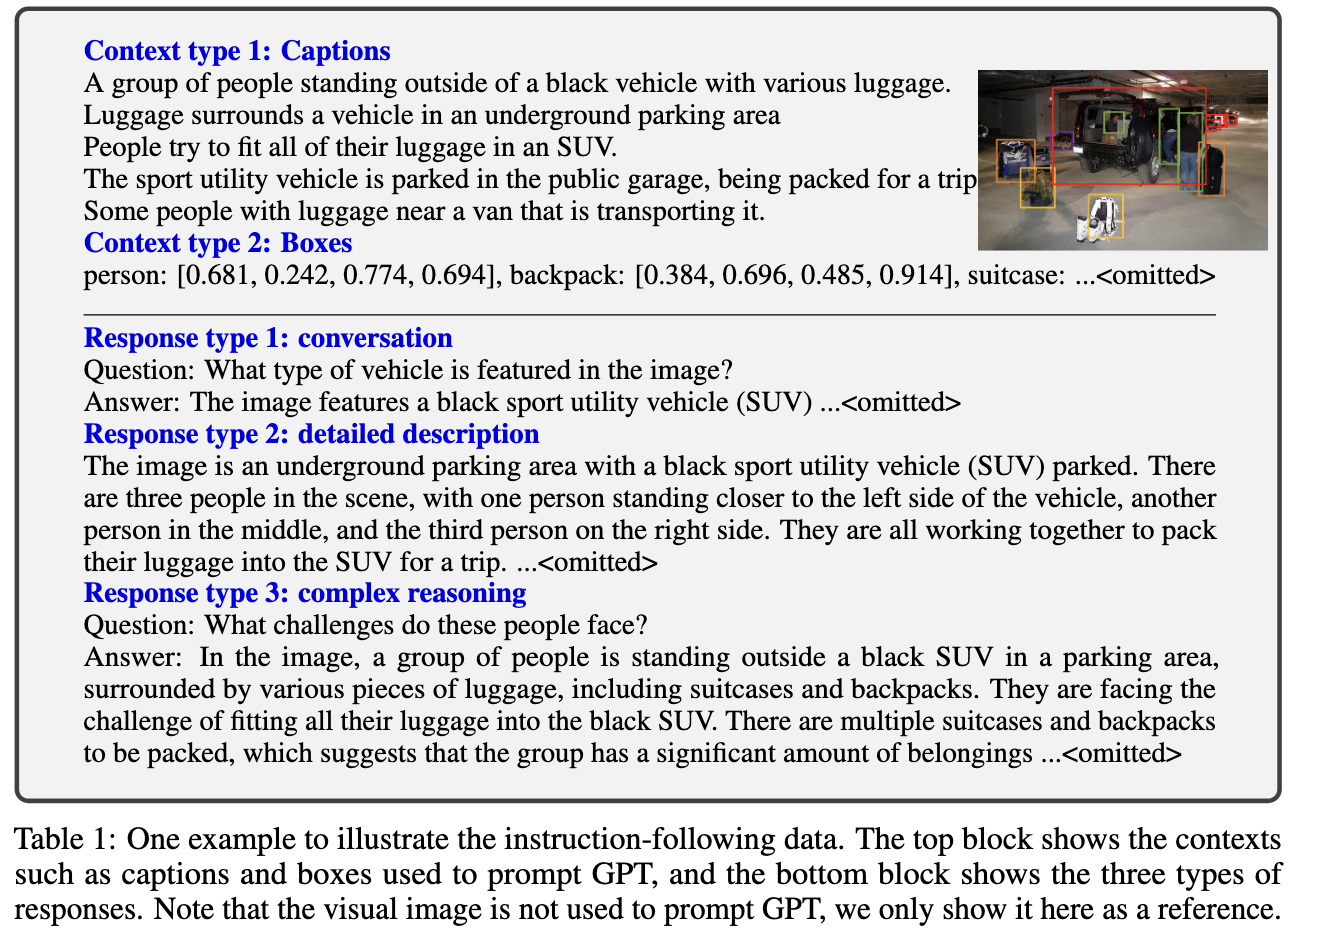 Context type 1: Captions
A group of people standing outside of a black vehicle with various luggage.
Luggage surrounds a vehicle in an underground parking area
People try to fit all of their luggage in an SUV.
The sport utility vehicle is parked in the public garage, being packed for a trip
Some people with luggage near a van that is transporting it.
Context type 2: Boxes
person: [0.681, 0.242, 0.774, 0.694], backpack: [0.384, 0.696, 0.485, 0.914], suitcase: ...<omitted>
Response type 1: conversation
Question: What type of vehicle is featured in the image?
Answer: The image features a black sport utility vehicle (SUV) ...<omitted>
Response type 2: detailed description
The image is an underground parking area with a black sport utility vehicle (SUV) parked. There
are three people in the scene, with one person standing closer to the left side of the vehicle, another
person in the middle, and the third person on the right side. They are all working together to pack
their luggage into the SUV for a trip. ...<omitted>
Response type 3: complex reasoning
Question: What challenges do these people face?
Answer: In the image, a group of people is standing outside a black SUV in a parking area,
surrounded by various pieces of luggage, including suitcases and backpacks. They are facing the
challenge of fitting all their luggage into the black SUV. There are multiple suitcases and backpacks
to be packed, which suggests that the group has a significant amount of belongings ...<omitted>
Table 1: One example to illustrate the instruction-following data. The top block shows the contexts
such as captions and boxes used to prompt GPT, and the bottom block shows the three types of
responses. Note that the visual image is not used to prompt GPT, we only show it here as a reference.